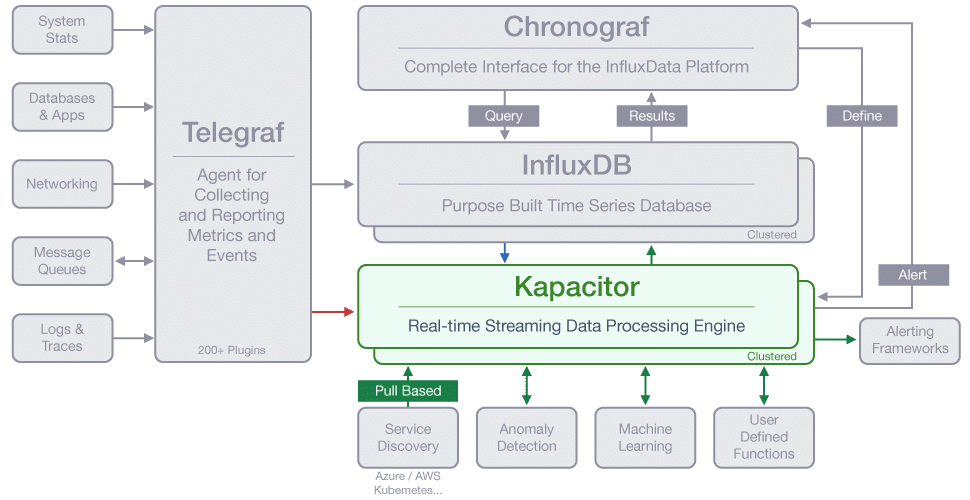 System
Stats
Databases
& Apps
Networking
Message
Queues
Logs &
Traces
Telegraf
Agent for
Collecting
and Reporting
Metrics and
Events
200+ Plugins
Chronograf
Complete Interface for the InfluxData Platform
Query
Results
Define
InfluxDB
Purpose Built Time Series Database
Clustered
Alert
Kapacitor
Real-time Streaming Data Processing Engine
Clustered
Alerting
Frameworks
Pull Based
Service
Discovery
Azure / AWS
Kubemetes...
Anomaly
Detection
Machine
Learning
User
Defined
Functions